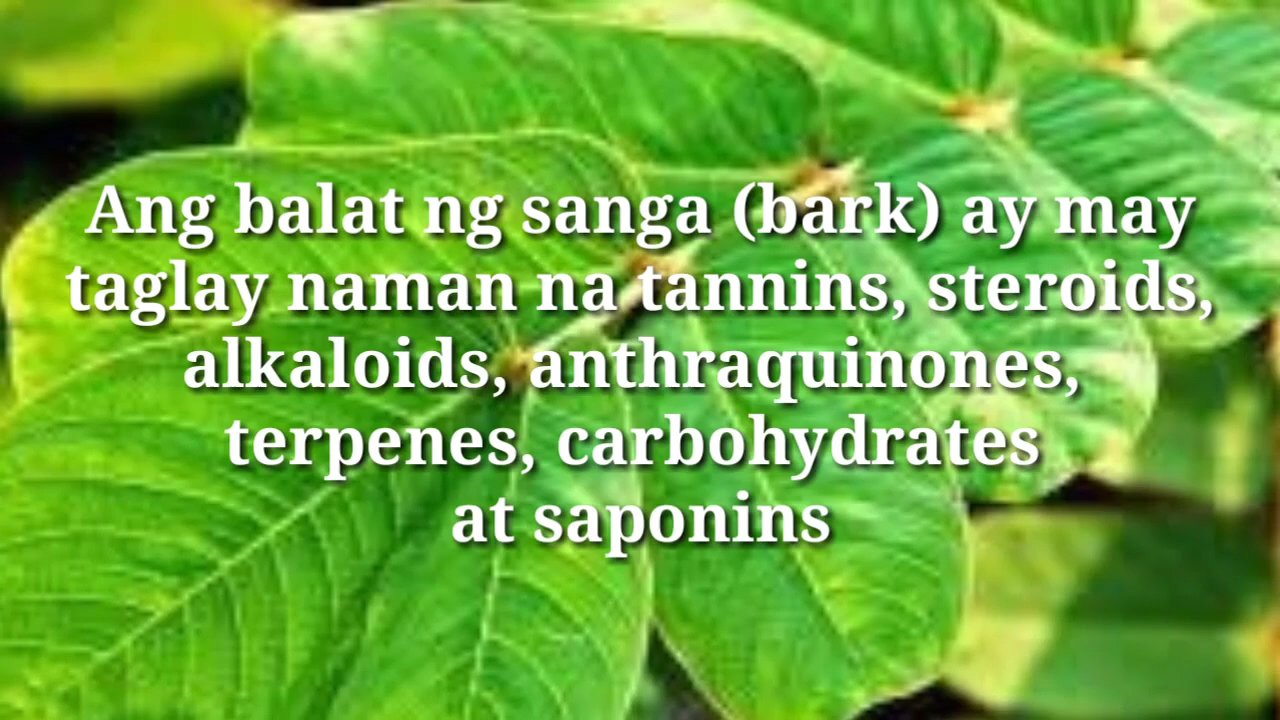 Ang balat ng sanga (bark) ay may
taglay naman na tannins, steroids,
alkaloids, anthraquinones,
terpenes, carbohydrates
at saponins